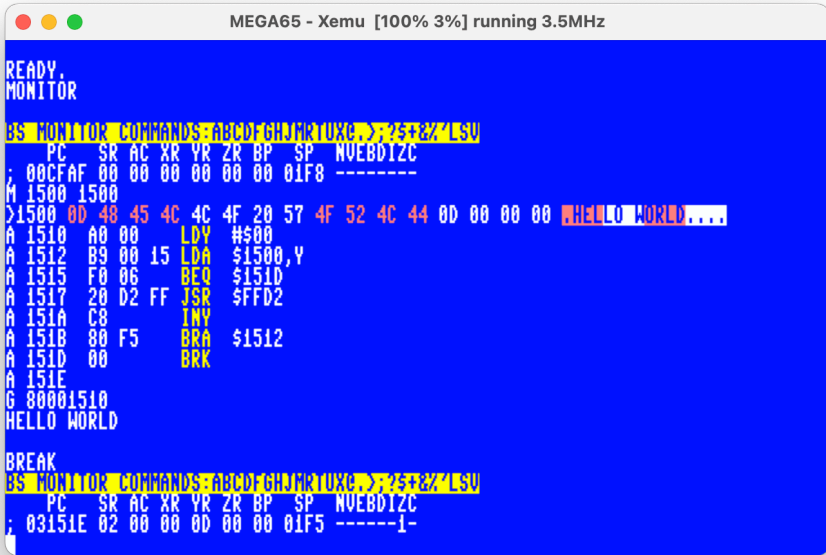 MEGA65 - Xemu [100% 3%] running 3.5MHz
READY.
MONITOR
BS MONITOR COMMANDS:ABCDFGHJMRTUX@.>;?$+&%'LSV
PC SR AC XR YR ZR BP SP NVEBDIZC
; 00CFAF 00 00 00 00 00 00 01F8 --------
M 1500 1500
>1500 0D 48 45 4C 4C 4F 20 57 4F 52 4C 44 0D 00 00 00 .HELLO WORLD....
A 1510 A0 00 LDY #$00
A 1512 B9 00 15 LDA $1500,Y
A 1515 F0 06 BEQ $151D
A 1517 20 D2 FF JSR $FFD2
A 151A C8 INY
A 151B 80 F5 BRA $1512
A 151D 00 BRK
A 151E
G 80001510
HELLO WORLD
BREAK
BS MONITOR COMMANDS:ABCDFGHJMRTUX@.>;?$+&%'LSV
PC SR AC XR YR ZR BP SP NVEBDIZC
; 03151E 02 00 00 0D 00 00 01F5 ------1-